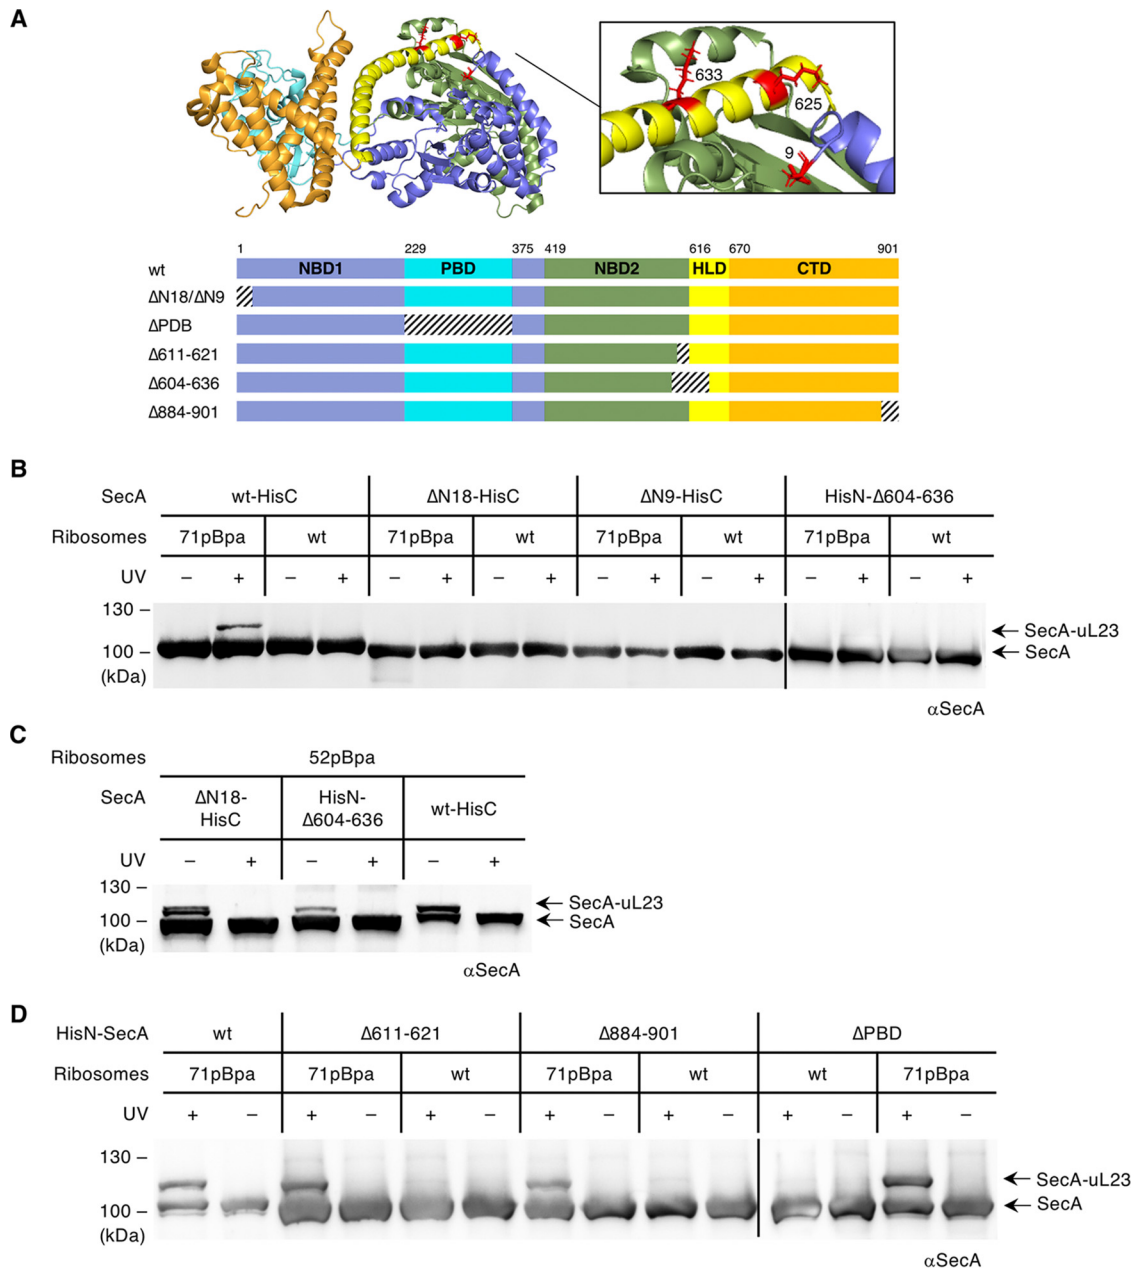 A
633
625
9
1 229 375 419 616 670 901
wt NBD1 PBD NBD2 HLD CTD
ΔN18/ΔN9
ΔPDB
Δ611-621
Δ604-636
Δ884-901
B
SecA wt-HisC ΔN18-HisC ΔN9-HisC HisN-Δ604-636
Ribosomes 71pBpa wt 71pBpa wt 71pBpa wt 71pBpa wt
UV – + – + – + – + – + – + – + – +
130 –
SecA-uL23
100 – SecA
(kDa)
αSecA
C
Ribosomes 52pBpa
SecA ΔN18-HisC HisN-Δ604-636 wt-HisC
UV – + – + – +
130 –
SecA-uL23
100 – SecA
(kDa)
αSecA
D
HisN-SecA wt Δ611-621 Δ884-901 ΔPBD
Ribosomes 71pBpa 71pBpa wt 71pBpa wt wt 71pBpa
UV + – + – + – + – + – + – + –
130 –
SecA-uL23
100 – SecA
(kDa)
αSecA